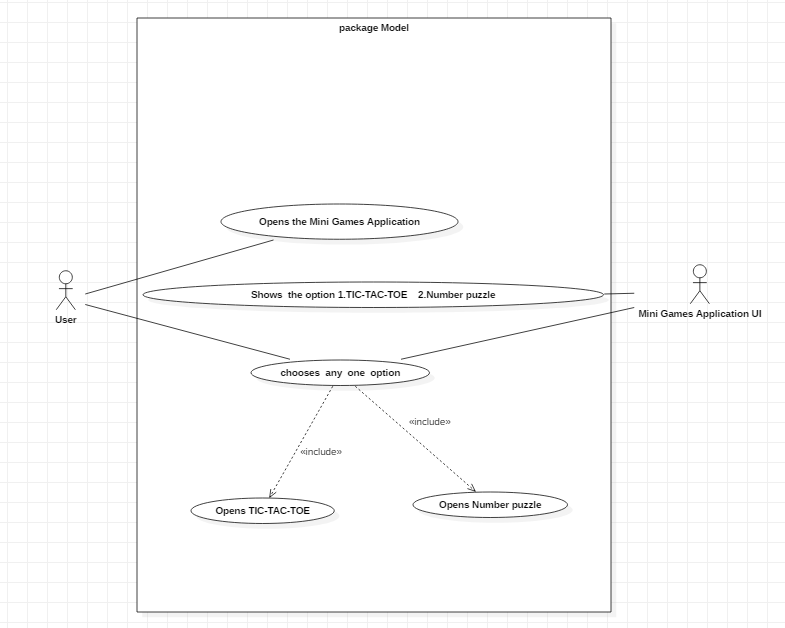 package Model
Opens the Mini Games Application
Shows  the option 1.TIC-TAC-TOE    2.Number puzzle
User
Mini Games Application UI
chooses  any  one  option
«include»
«include»
Opens TIC-TAC-TOE
Opens Number puzzle